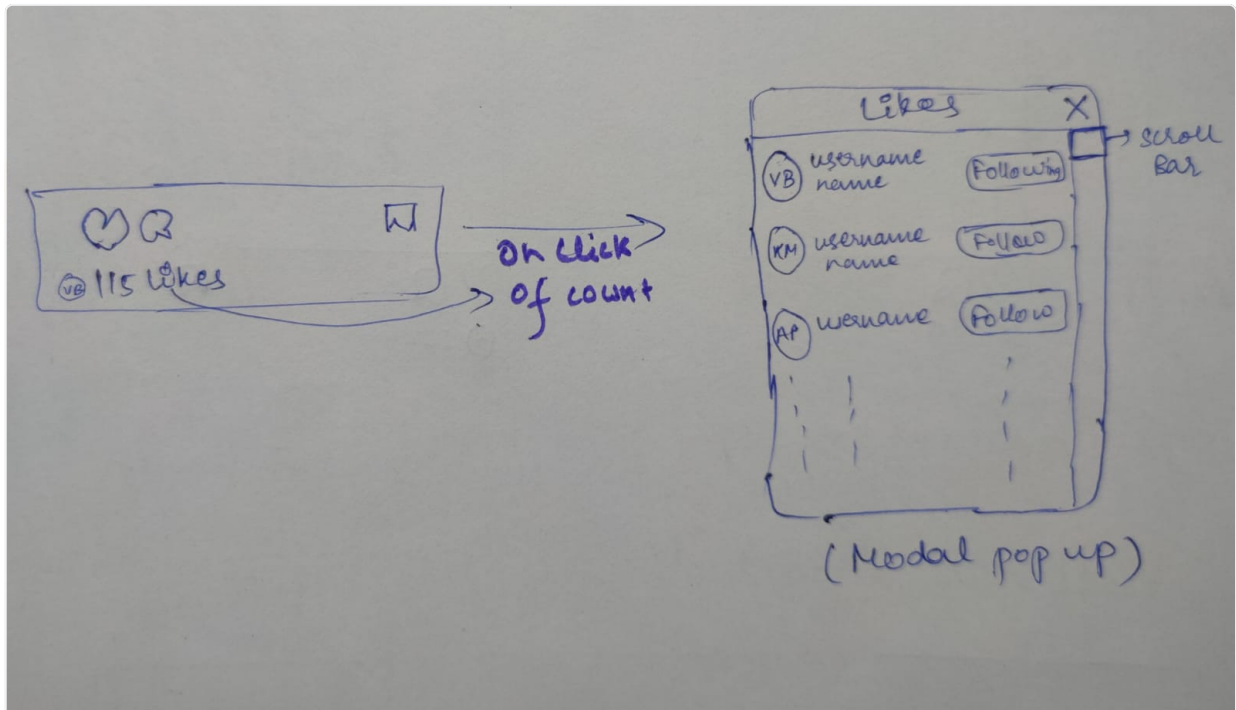 VB 115 Likes
On Click
Of count
Likes X
VB username
name
Following
KM username
name
Follow
AP username
Follow
Scroll
Bar
(Modal pop up)